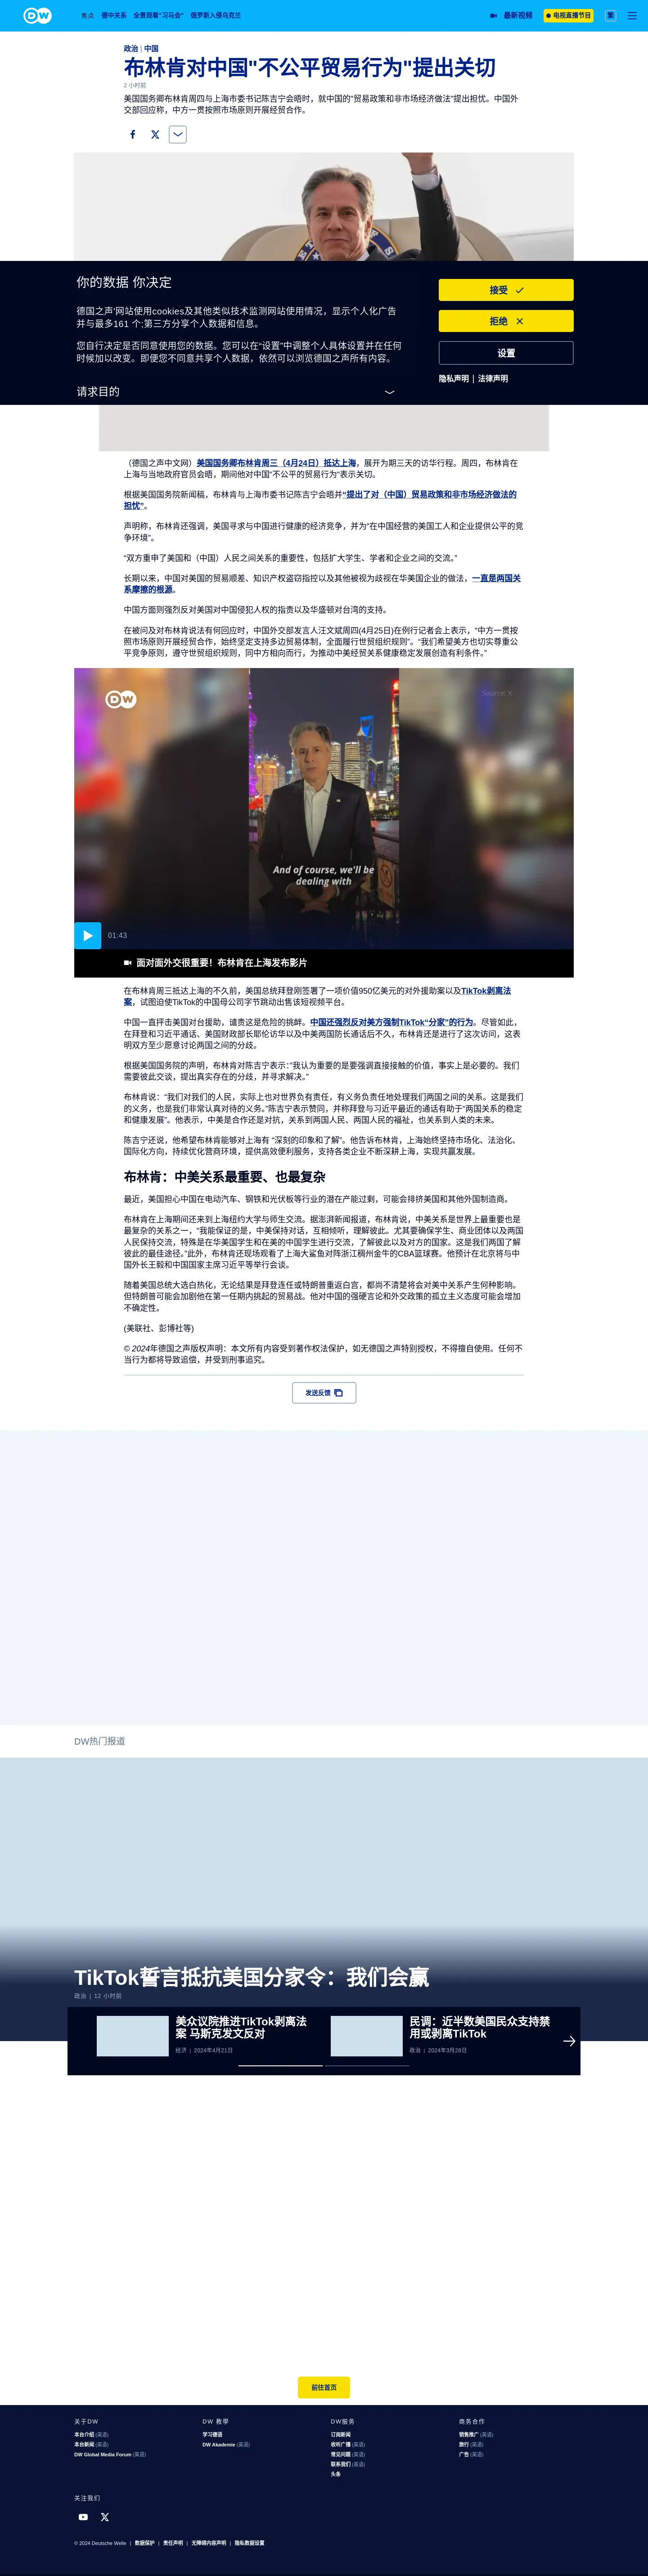 DW
焦点 德中关系 全景观看"习马会" 俄罗斯入侵乌克兰 最新视频 电视直播节目 繁
政治 | 中国
布林肯对中国"不公平贸易行为"提出关切
2 小时前
美国国务卿布林肯周四与上海市委书记陈吉宁会晤时，就中国的"贸易政策和非市场经济做法"提出担忧。中国外
交部回应称，中方一贯按照市场原则开展经贸合作。
你的数据 你决定
德国之声'网站使用cookies及其他类似技术监测网站使用情况，显示个人化广告
并与最多161 个;第三方分享个人数据和信息。
您自行决定是否同意使用您的数据。您可以在"设置"中调整个人具体设置并在任何
时候加以改变。即便您不同意共享个人数据，依然可以浏览德国之声所有内容。
请求目的
接受
拒绝
设置
隐私声明 | 法律声明
（德国之声中文网）美国国务卿布林肯周三（4月24日）抵达上海，展开为期三天的访华行程。周四，布林肯在
上海与当地政府官员会晤，期间他对中国"不公平的贸易行为"表示关切。
根据美国国务院新闻稿，布林肯与上海市委书记陈吉宁会晤并“提出了对（中国）贸易政策和非市场经济做法的
担忧”。
声明称，布林肯还强调，美国寻求与中国进行健康的经济竞争，并为“在中国经营的美国工人和企业提供公平的竞
争环境”。
“双方重申了美国和（中国）人民之间关系的重要性，包括扩大学生、学者和企业之间的交流。”
长期以来，中国对美国的贸易顺差、知识产权盗窃指控以及其他被视为歧视在华美国企业的做法，一直是两国关
系摩擦的根源。
中国方面则强烈反对美国对中国侵犯人权的指责以及华盛顿对台湾的支持。
在被问及对布林肯说法有何回应时，中国外交部发言人汪文斌周四(4月25日)在例行记者会上表示，“中方一贯按
照市场原则开展经贸合作，始终坚定支持多边贸易体制，全面履行世贸组织规则”。“我们希望美方也切实尊重公
平竞争原则，遵守世贸组织规则，同中方相向而行，为推动中美经贸关系健康稳定发展创造有利条件。”
DW
Source: X
And of course, we'll be
dealing with
01:43
面对面外交很重要！布林肯在上海发布影片
在布林肯周三抵达上海的不久前，美国总统拜登刚签署了一项价值950亿美元的对外援助案以及TikTok剥离法
案，试图迫使TikTok的中国母公司字节跳动出售该短视频平台。
中国一直抨击美国对台援助，谴责这是危险的挑衅。中国还强烈反对美方强制TikTok“分家”的行为。尽管如此，
在拜登和习近平通话、美国财政部长耶伦访华以及中美两国防长通话后不久，布林肯还是进行了这次访问，这表
明双方至少愿意讨论两国之间的分歧。
根据美国国务院的声明，布林肯对陈吉宁表示：“我认为重要的是要强调直接接触的价值，事实上是必要的。我们
需要彼此交谈，提出真实存在的分歧，并寻求解决。”
布林肯说：“我们对我们的人民，实际上也对世界负有责任，有义务负责任地处理我们两国之间的关系。这是我们
的义务，也是我们非常认真对待的义务。”陈吉宁表示赞同，并称拜登与习近平最近的通话有助于“两国关系的稳定
和健康发展”。他表示，中美是合作还是对抗，关系到两国人民、两国人民的福祉，也关系到人类的未来。
陈吉宁还说，他希望布林肯能够对上海有 “深刻的印象和了解”。他告诉布林肯，上海始终坚持市场化、法治化、
国际化方向，持续优化营商环境，提供高效便利服务，支持各类企业不断深耕上海，实现共赢发展。
布林肯：中美关系最重要、也最复杂
最近，美国担心中国在电动汽车、钢铁和光伏板等行业的潜在产能过剩，可能会排挤美国和其他外国制造商。
布林肯在上海期间还来到上海纽约大学与师生交流。据澎湃新闻报道，布林肯说，中美关系是世界上最重要也是
最复杂的关系之一，“我能保证的是，中美保持对话，互相倾听，理解彼此。尤其要确保学生、商业团体以及两国
人民保持交流，特殊是在华美国学生和在美的中国学生进行交流，了解彼此以及对方的国家。这是我们两国了解
彼此的最佳途径。”此外，布林肯还现场观看了上海大鲨鱼对阵浙江稠州金牛的CBA篮球赛。他预计在北京将与中
国外长王毅和中国国家主席习近平等举行会谈。
随着美国总统大选白热化，无论结果是拜登连任或特朗普重返白宫，都尚不清楚将会对美中关系产生何种影响。
但特朗普可能会加剧他在第一任期内挑起的贸易战。他对中国的强硬言论和外交政策的孤立主义态度可能会增加
不确定性。
(美联社、彭博社等)
© 2024年德国之声版权声明：本文所有内容受到著作权法保护，如无德国之声特别授权，不得擅自使用。任何不
当行为都将导致追偿，并受到刑事追究。
发送反馈
DW热门报道
TikTok誓言抵抗美国分家令：我们会赢
政治 | 12 小时前
美众议院推进TikTok剥离法
案 马斯克发文反对
经济 | 2024年4月21日
民调：近半数美国民众支持禁
用或剥离TikTok
政治 | 2024年3月28日
前往首页
关于DW
本台介绍 (英语)
本台新闻 (英语)
DW Global Media Forum (英语)
DW 教學
学习德语
DW Akademie (英语)
DW服务
订阅新闻
收听广播 (英语)
常见问题 (英语)
联系我们 (英语)
头条
商务合作
销售推广 (英语)
旅行 (英语)
广告 (英语)
关注我们
© 2024 Deutsche Welle | 数据保护 | 责任声明 | 无障碍内容声明 | 隐私数据设置